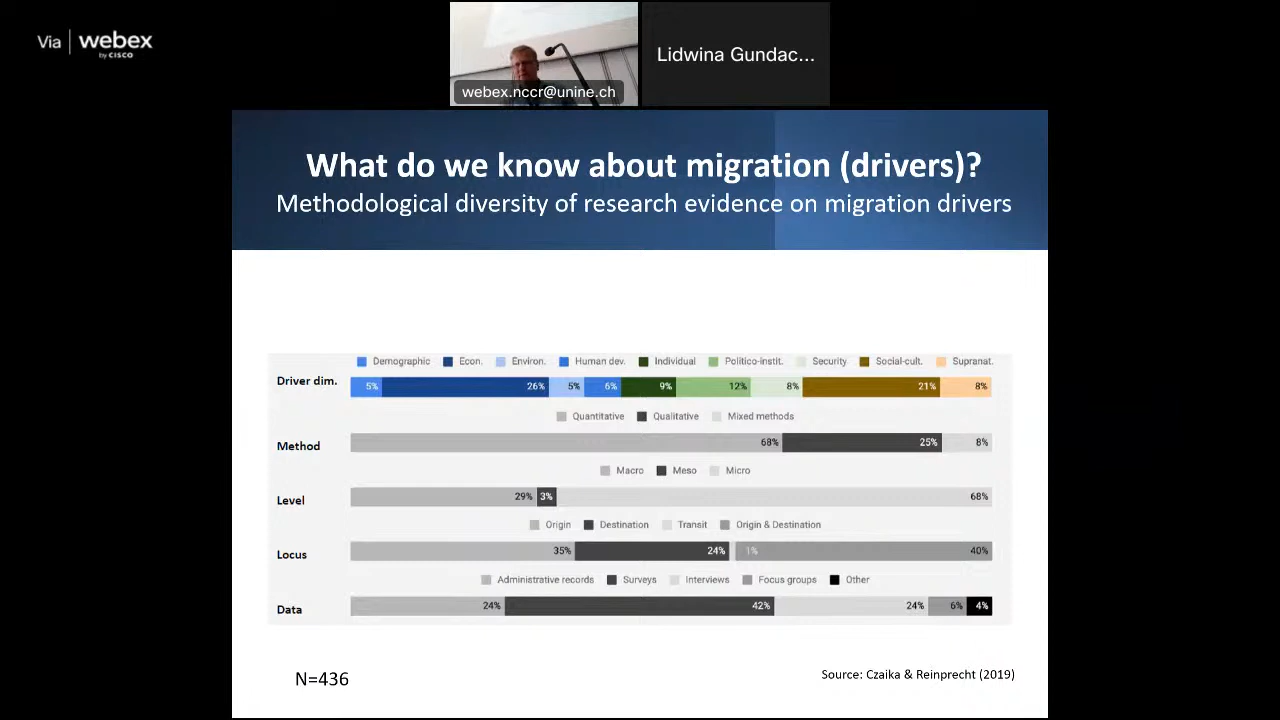 Via webex
by CISCO
webex.nccr@unine.ch
Lidwina Gundac...
What do we know about migration (drivers)?
Methodological diversity of research evidence on migration drivers
Demographic Econ. Environ. Human dev. Individual Politico-instit. Security Social-cult. Supranat.
Driver dim. 5% 26% 5% 6% 9% 12% 8% 21% 8%
Quantitative Qualitative Mixed methods
Method 68% 25% 8%
Macro Meso Micro
Level 29% 3% 68%
Origin Destination Transit Origin & Destination
Locus 35% 24% 1% 40%
Administrative records Surveys Interviews Focus groups Other
Data 24% 42% 24% 6% 4%
N=436
Source: Czaika & Reinprecht (2019)